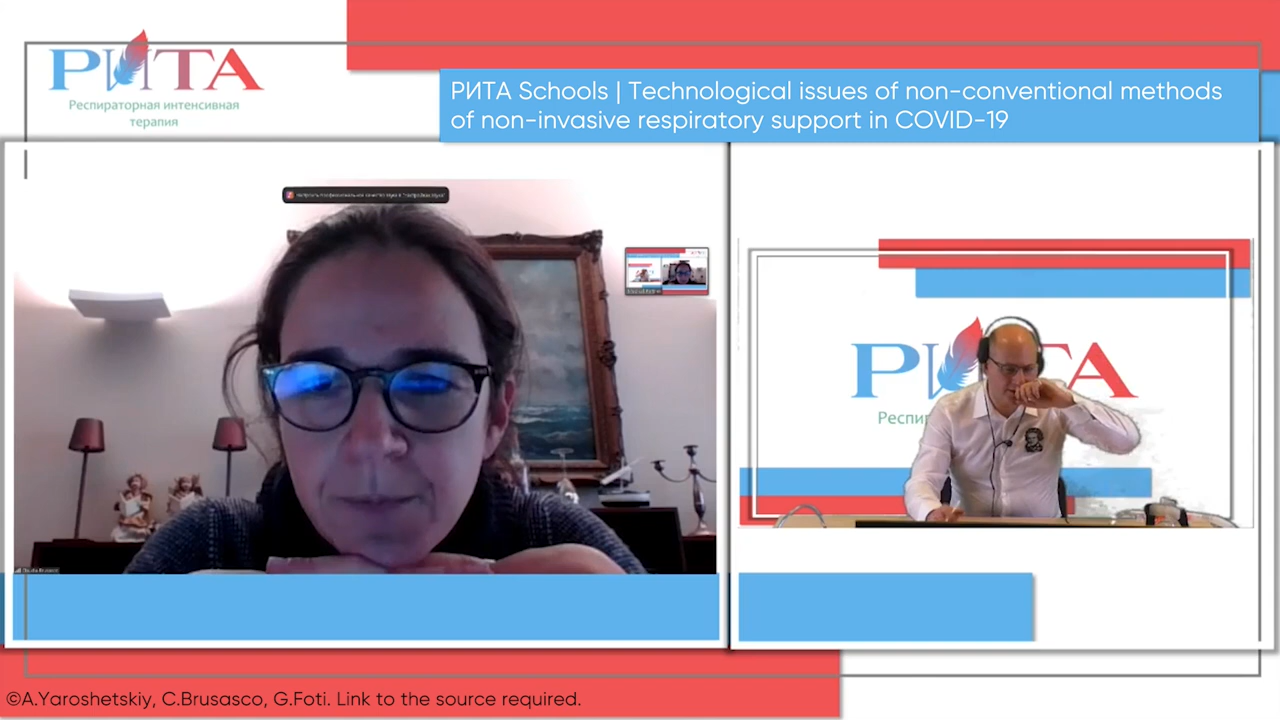 РИТА
Респираторная интенсивная
терапия
РИТА Schools | Technological issues of non-conventional methods
of non-invasive respiratory support in COVID-19
РИТА
©A.Yaroshetskiy, C.Brusasco, G.Foti. Link to the source required.